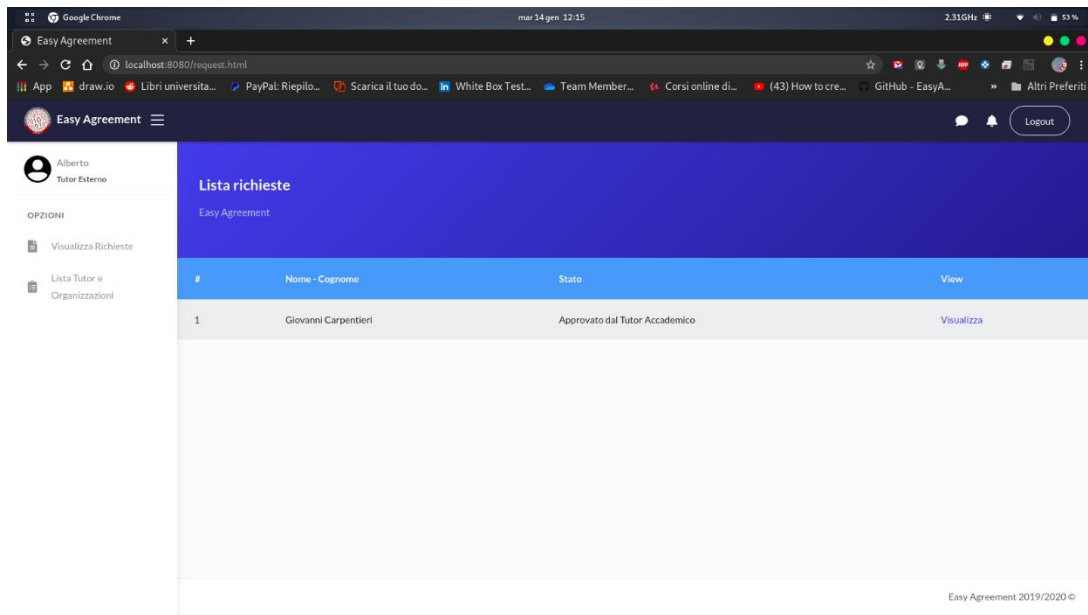 Google Chrome
mar 14 gen 12:15
2.31GHz
53 %
Easy Agreement
localhost:8080/request.html
App
draw.io
Libri universita...
PayPal: Riepilo...
Scarica il tuo do...
White Box Test...
Team Member...
Corsi online di...
(43) How to cre...
GitHub - EasyA...
»
Altri Preferiti
Easy Agreement
Logout
Alberto
Tutor Esterno
OPZIONI
Visualizza Richieste
Lista Tutor e
Organizzazioni
Lista richieste
Easy Agreement
# Nome - Cognome Stato View
1 Giovanni Carpentieri Approvato dal Tutor Accademico Visualizza
Easy Agreement 2019/2020 ©